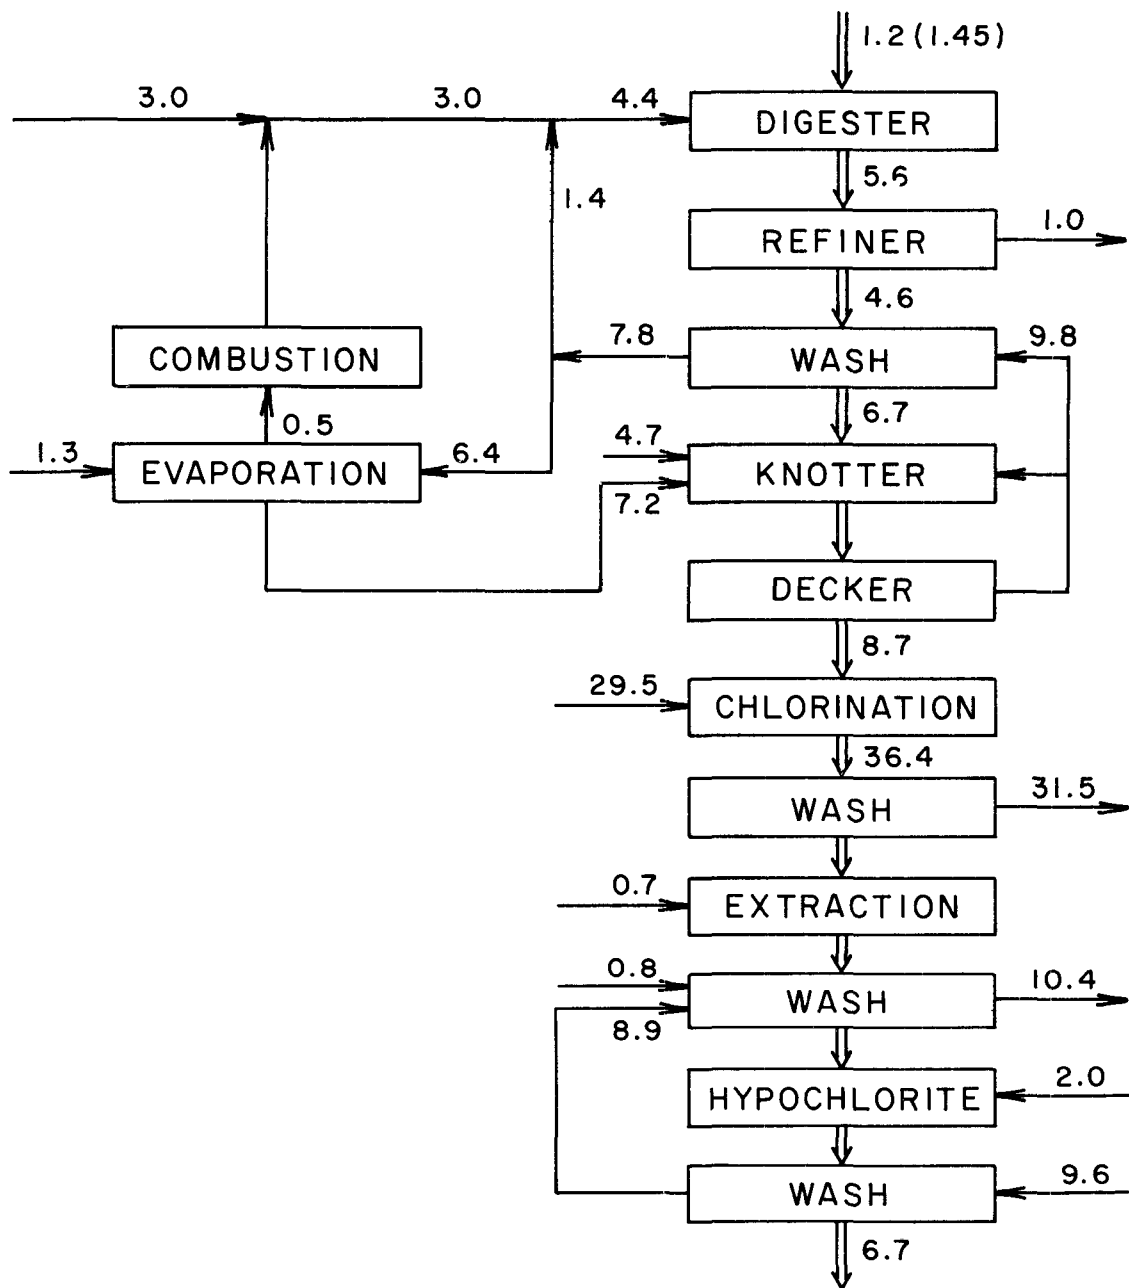 1.2 (1.45)
3.0
3.0
4.4
DIGESTER
5.6
1.4
REFINER
1.0
4.6
7.8
WASH
9.8
COMBUSTION
6.7
0.5
4.7
1.3
EVAPORATION
6.4
KNOTTER
7.2
DECKER
8.7
29.5
CHLORINATION
36.4
WASH
31.5
0.7
EXTRACTION
0.8
WASH
10.4
8.9
HYPOCHLORITE
2.0
WASH
9.6
6.7